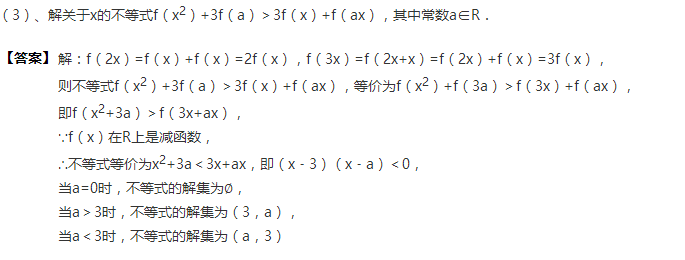 （3）、解关于x的不等式f（x²）+3f（a）＞3f（x）+f（ax），其中常数a∈R．
【答案】解：f（2x）=f（x）+f（x）=2f（x），f（3x）=f（2x+x）=f（2x）+f（x）=3f（x），
则不等式f（x²）+3f（a）＞3f（x）+f（ax），等价为f（x²）+f（3a）＞f（3x）+f（ax），
即f（x²+3a）＞f（3x+ax），
∵f（x）在R上是减函数，
∴不等式等价为x²+3a＜3x+ax，即（x﹣3）（x﹣a）＜0，
当a=0时，不等式的解集为∅，
当a＞3时，不等式的解集为（3，a），
当a＜3时，不等式的解集为（a，3）